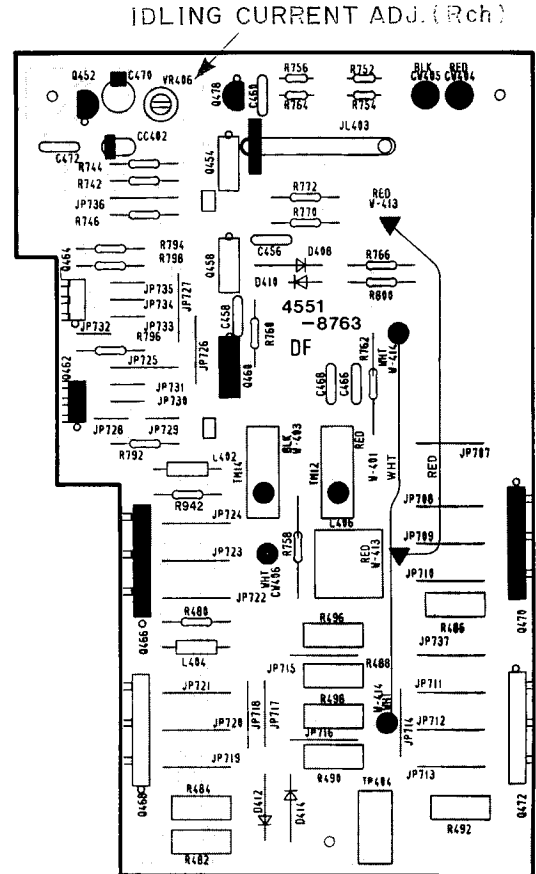 IDLING CURRENT ADJ. (Rch)
Q452
C470
VR406
Q478
C460
R756
R764
R752
R754
BLK
CW405
RED
CW404
C472
CC402
JL403
R744
R742
JP736
R746
Q454
R772
R770
RED
W-413
Q464
R794
R798
C456
D408
D410
Q458
R766
R800
JP735
JP734
JP727
JP733
JP732
R796
JP726
C458
R760
4551
-8763
DF
R762
WHT
W-414
JP725
Q462
JP731
JP730
Q460
C468
C466
JP728
JP729
R792
L402
TM14
BLK
W-403
TM12
RED
W-401
WHT
RED
JP707
R942
JP724
L406
JP708
JP723
R758
RED
W-413
JP709
JP710
WHT
CW406
JP722
R480
R496
R486
Q470
Q466
L404
JP715
R488
JP737
JP721
R498
JP711
JP718
JP717
W-414
WHT
JP720
JP716
JP714
JP712
JP719
R490
JP713
Q468
R484
D412
D414
TP404
R492
Q472
R482